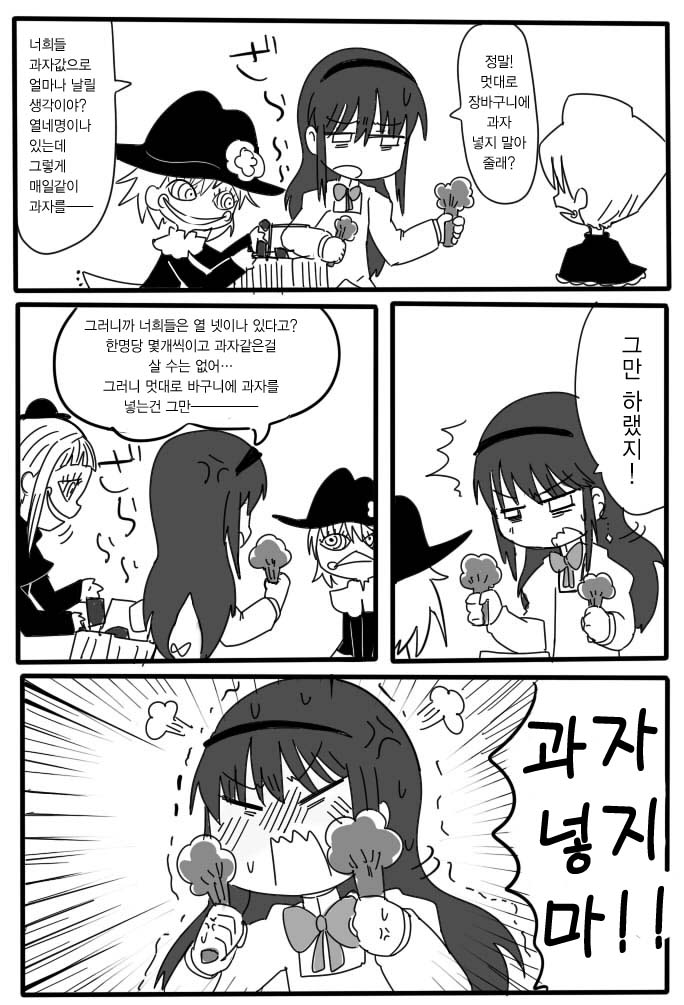 정말!
멋대로
장바구니에
과자
넣지 말아
줄래?
너희들
과자값으로
얼마나 날릴
생각이야?
열네명이나
있는데
그렇게
매일같이
과자를──
ざ
그러니까 너희들은 열 넷이나 있다고?
한명당 몇개씩이고 과자같은걸
살 수는 없어…
그러니 멋대로 바구니에 과자를
넣는건 그만────
ざ
그만 하랬지!
과자
넣지
마!!